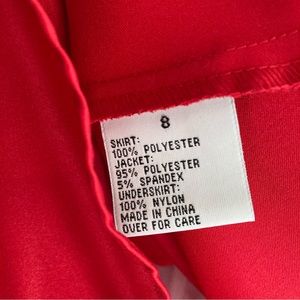 8
SKIRT:
100% POLYESTER
JACKET:
95% POLYESTER
5% SPANDEX
UNDERSKIRT:
100% NYLON
MADE IN CHINA
OVER FOR CARE